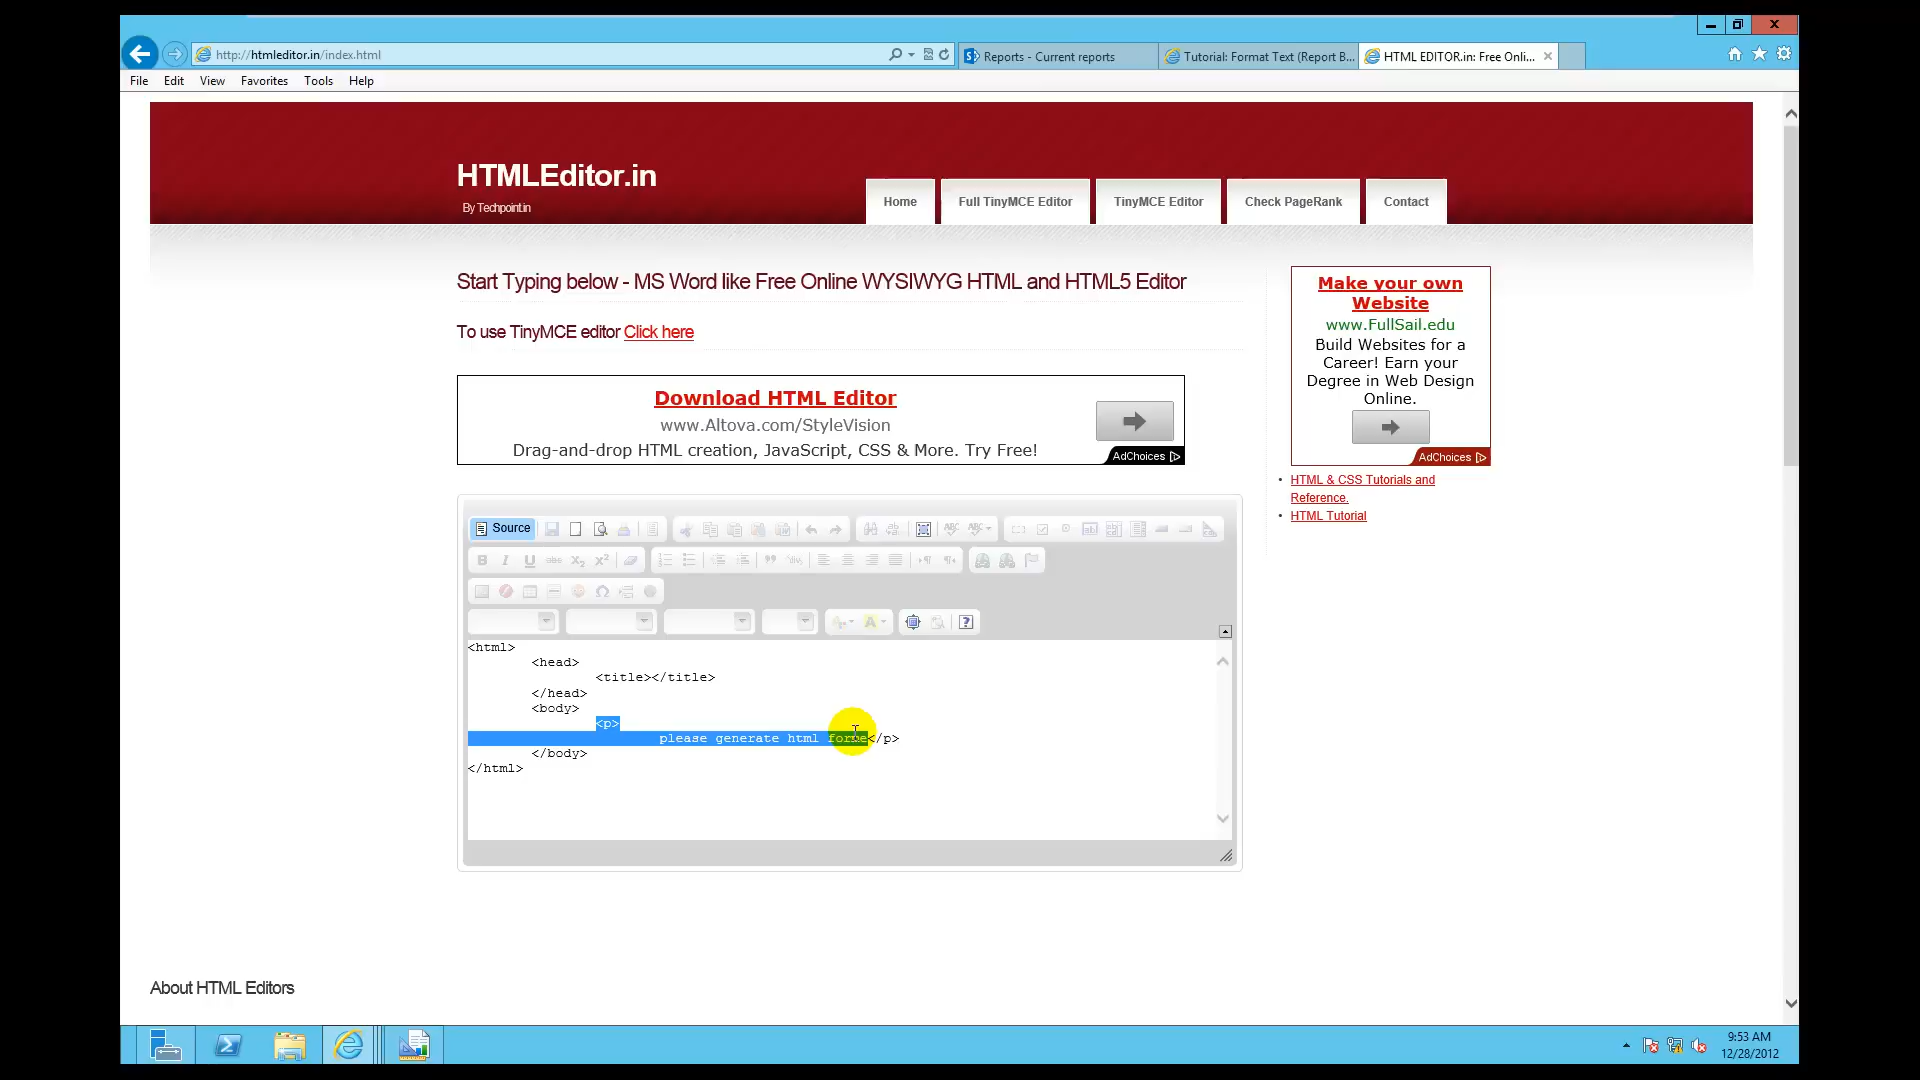 http://htmleditor.in/index.html
Reports - Current reports
Tutorial: Format Text (Report B...
HTML EDITOR.in: Free Onli...
File Edit View Favorites Tools Help
HTMLEditor.in
By Techpoint.in
Home
Full TinyMCE Editor
TinyMCE Editor
Check PageRank
Contact
Start Typing below - MS Word like Free Online WYSIWYG HTML and HTML5 Editor
To use TinyMCE editor Click here
Download HTML Editor
www.Altova.com/StyleVision
Drag-and-drop HTML creation, JavaScript, CSS & More. Try Free!
AdChoices
Make your own
Website
www.FullSail.edu
Build Websites for a
Career! Earn your
Degree in Web Design
Online.
AdChoices
HTML & CSS Tutorials and
Reference.
HTML Tutorial
Source
<html>
<head>
<title></title>
</head>
<body>
<p>
please generate html forme</p>
</body>
</html>
About HTML Editors
9:53 AM
12/28/2012